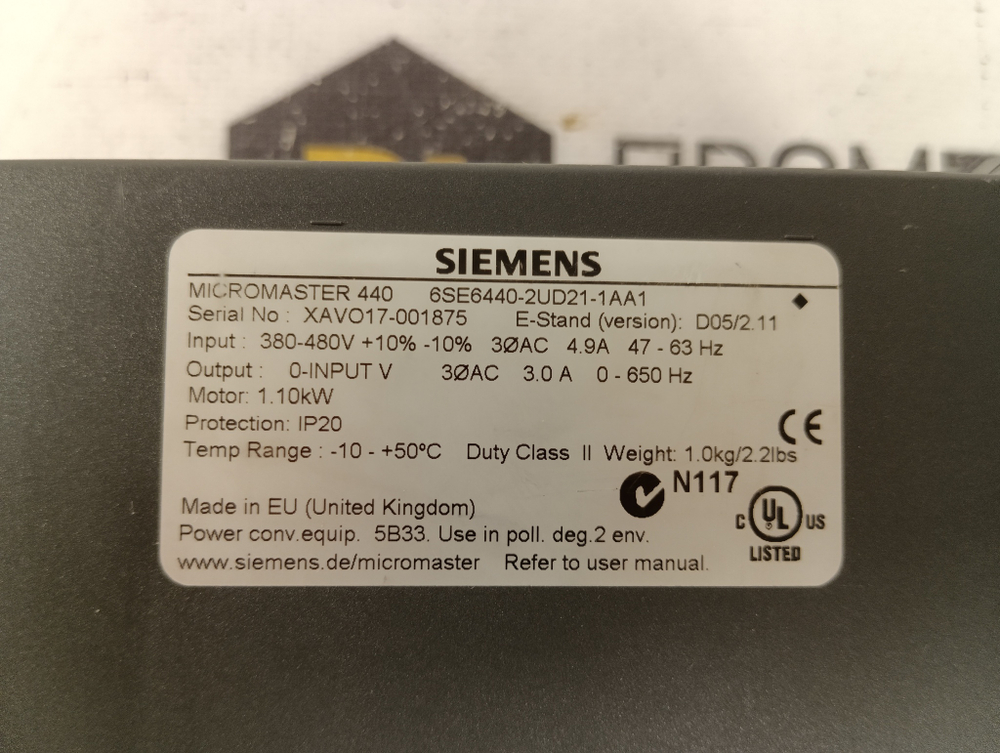 SIEMENS
MICROMASTER 440 6SE6440-2UD21-1AA1
Serial No : XAVO17-001875 E-Stand (version): D05/2.11
Input : 380-480V +10% -10% 3ØAC 4.9A 47 - 63 Hz
Output : 0-INPUT V 3ØAC 3.0 A 0 - 650 Hz
Motor: 1.10kW
Protection: IP20
CE
Temp Range : -10 - +50ºC Duty Class II Weight: 1.0kg/2.2lbs
N117
Made in EU (United Kingdom)
C UL US
LISTED
Power conv.equip. 5B33. Use in poll. deg.2 env.
www.siemens.de/micromaster Refer to user manual.